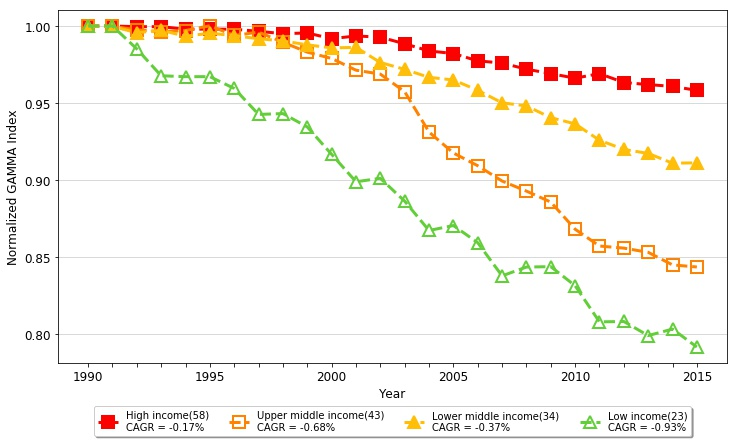 Normalized GAMMA Index
1.00
0.95
0.90
0.85
0.80
1990 1995 2000 2005 2010 2015
Year
High income(58) Upper middle income(43) Lower middle income(34) Low income(23)
CAGR = -0.17% CAGR = -0.68% CAGR = -0.37% CAGR = -0.93%